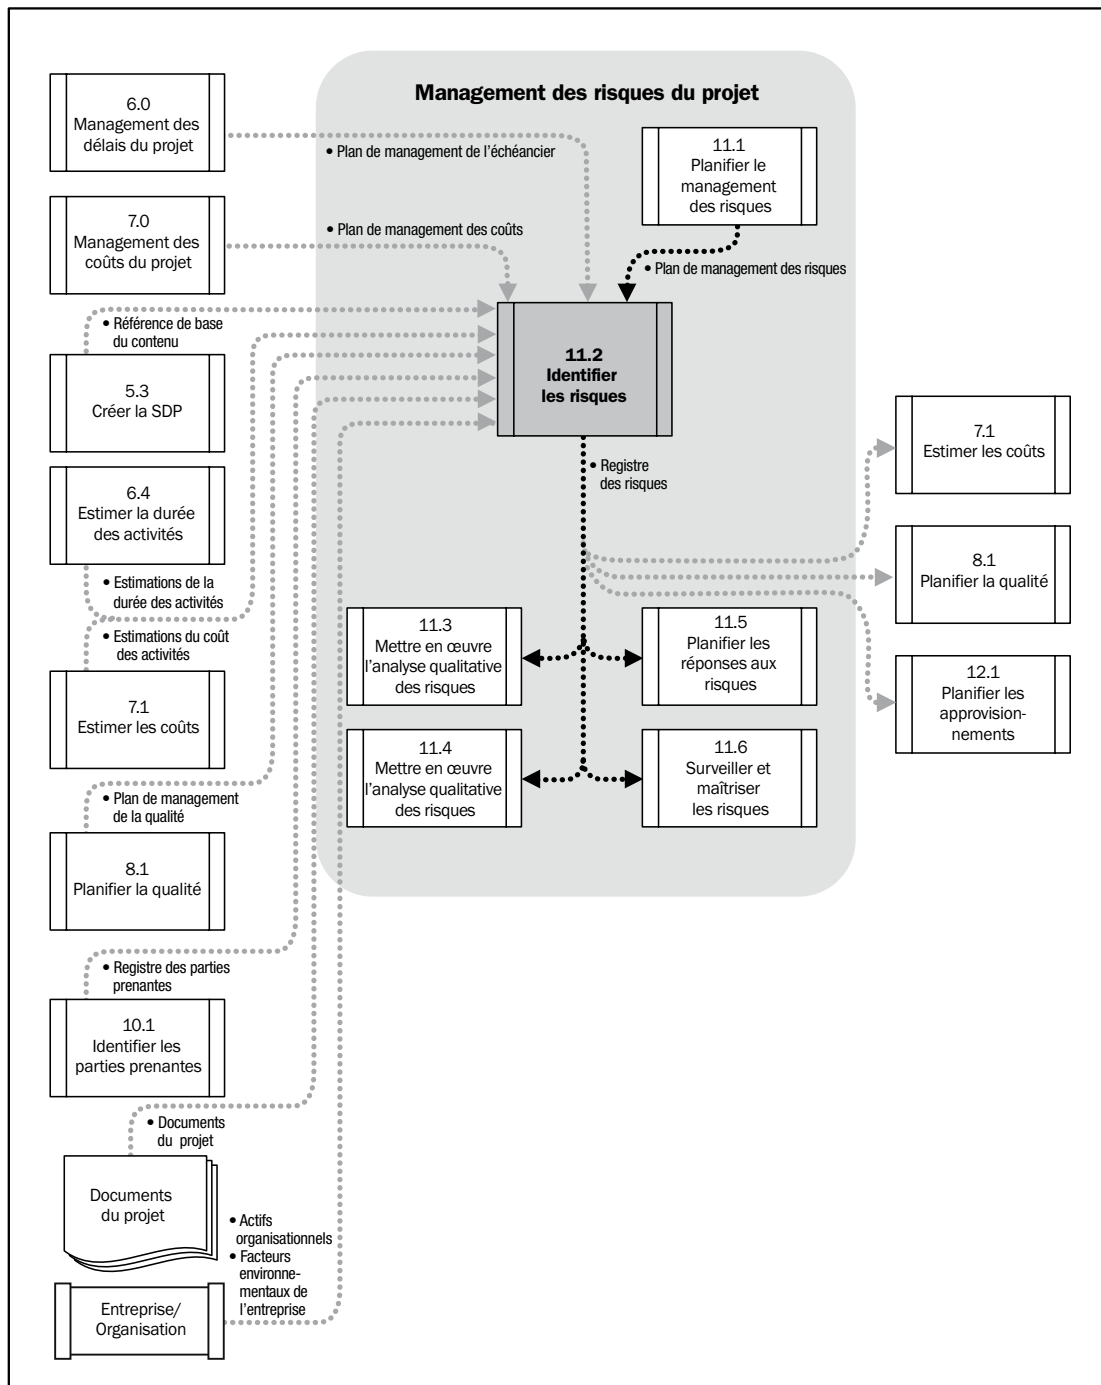 Management des risques du projet
6.0
Management des
délais du projet
• Plan de management de l'échéancier
11.1
Planifier le
management
des risques
7.0
Management des
coûts du projet
• Plan de management des coûts
• Plan de management des risques
• Référence de base
du contenu
11.2
Identifier
les risques
5.3
Créer la SDP
• Registre
des risques
7.1
Estimer les coûts
6.4
Estimer la durée
des activités
8.1
Planifier la qualité
• Estimations de la
durée des activités
• Estimations du coût
des activités
11.3
Mettre en œuvre
l'analyse qualitative
des risques
11.5
Planifier les
réponses aux
risques
12.1
Planifier les
approvision-
nements
7.1
Estimer les coûts
11.4
Mettre en œuvre
l'analyse qualitative
des risques
11.6
Surveiller et
maîtriser
les risques
• Plan de management
de la qualité
8.1
Planifier la qualité
• Registre des parties
prenantes
10.1
Identifier les
parties prenantes
• Documents
du projet
Documents
du projet
• Actifs
organisationnels
• Facteurs
environne-
mentaux de
l'entreprise
Entreprise/
Organisation